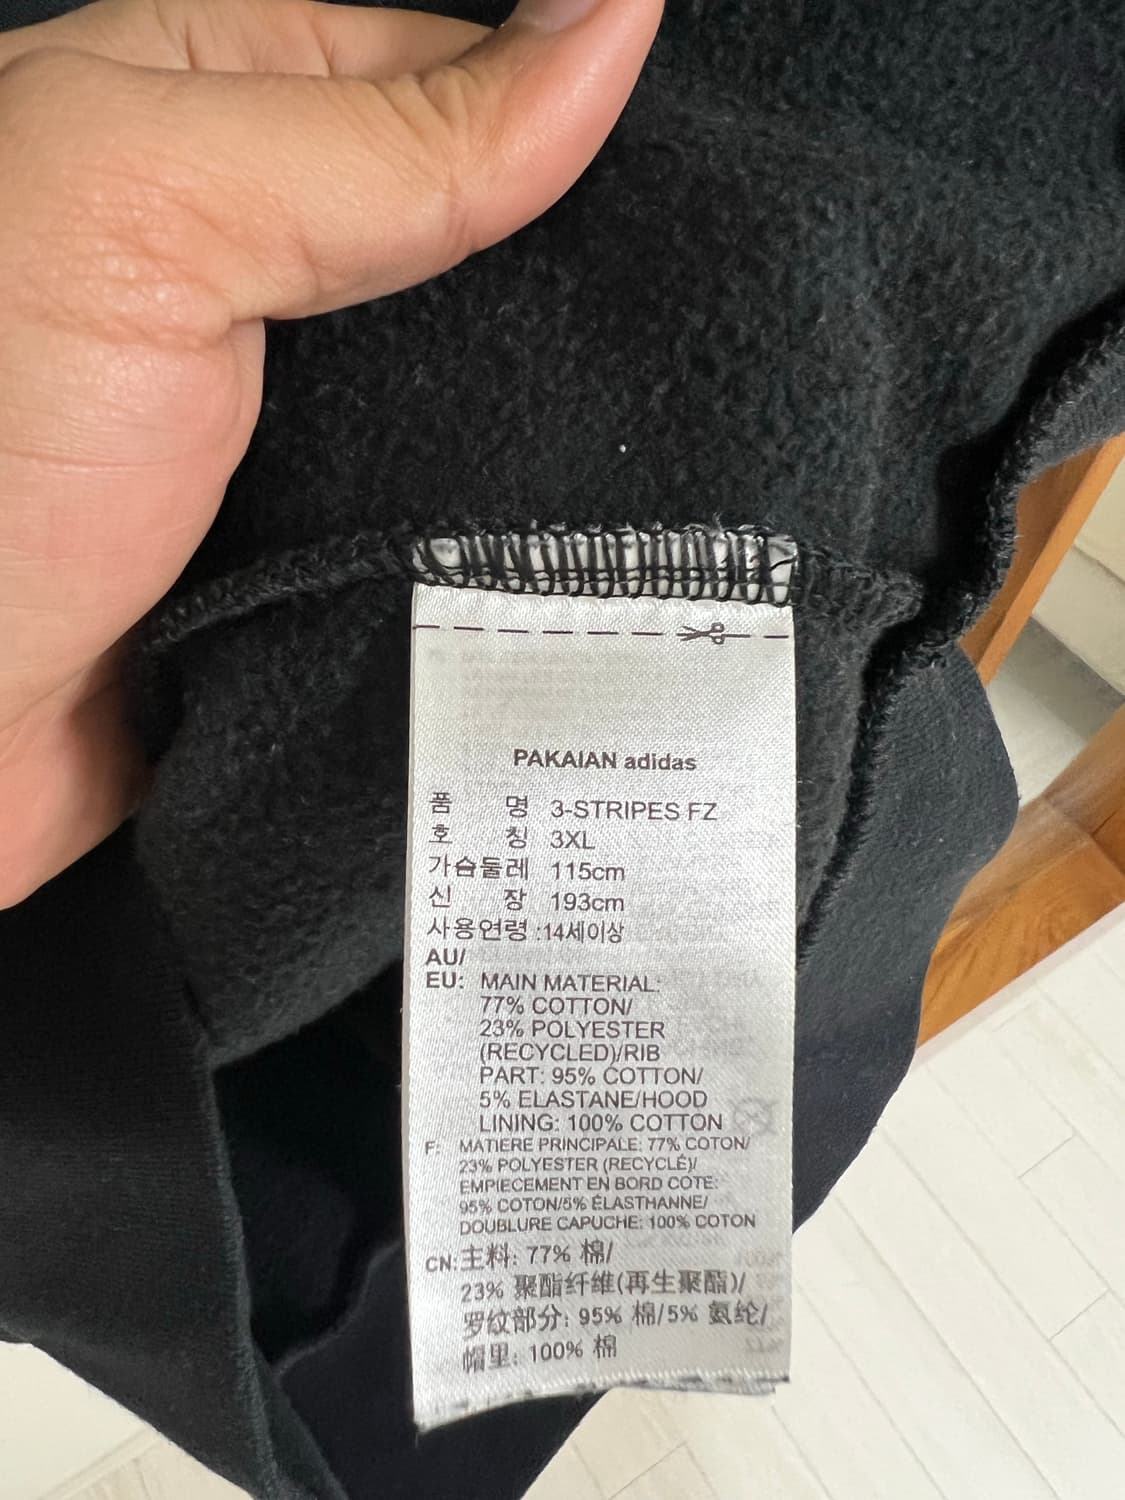 PAKAIAN adidas
품 명 3-STRIPES FZ
호 칭 3XL
가슴둘레 115cm
신 장 193cm
사용연령 :14세이상
AU/
EU: MAIN MATERIAL:
77% COTTON/
23% POLYESTER
(RECYCLED)/RIB
PART: 95% COTTON/
5% ELASTANE/HOOD
LINING: 100% COTTON
F: MATIERE PRINCIPALE: 77% COTON/
23% POLYESTER (RECYCLÉ)/
EMPIECEMENT EN BORD COTE:
95% COTON/5% ÉLASTHANNE/
DOUBLURE CAPUCHE: 100% COTON
CN: 主料: 77% 棉/
23% 聚酯纤维(再生聚酯)/
罗纹部分: 95% 棉/5% 氨纶/
帽里: 100% 棉